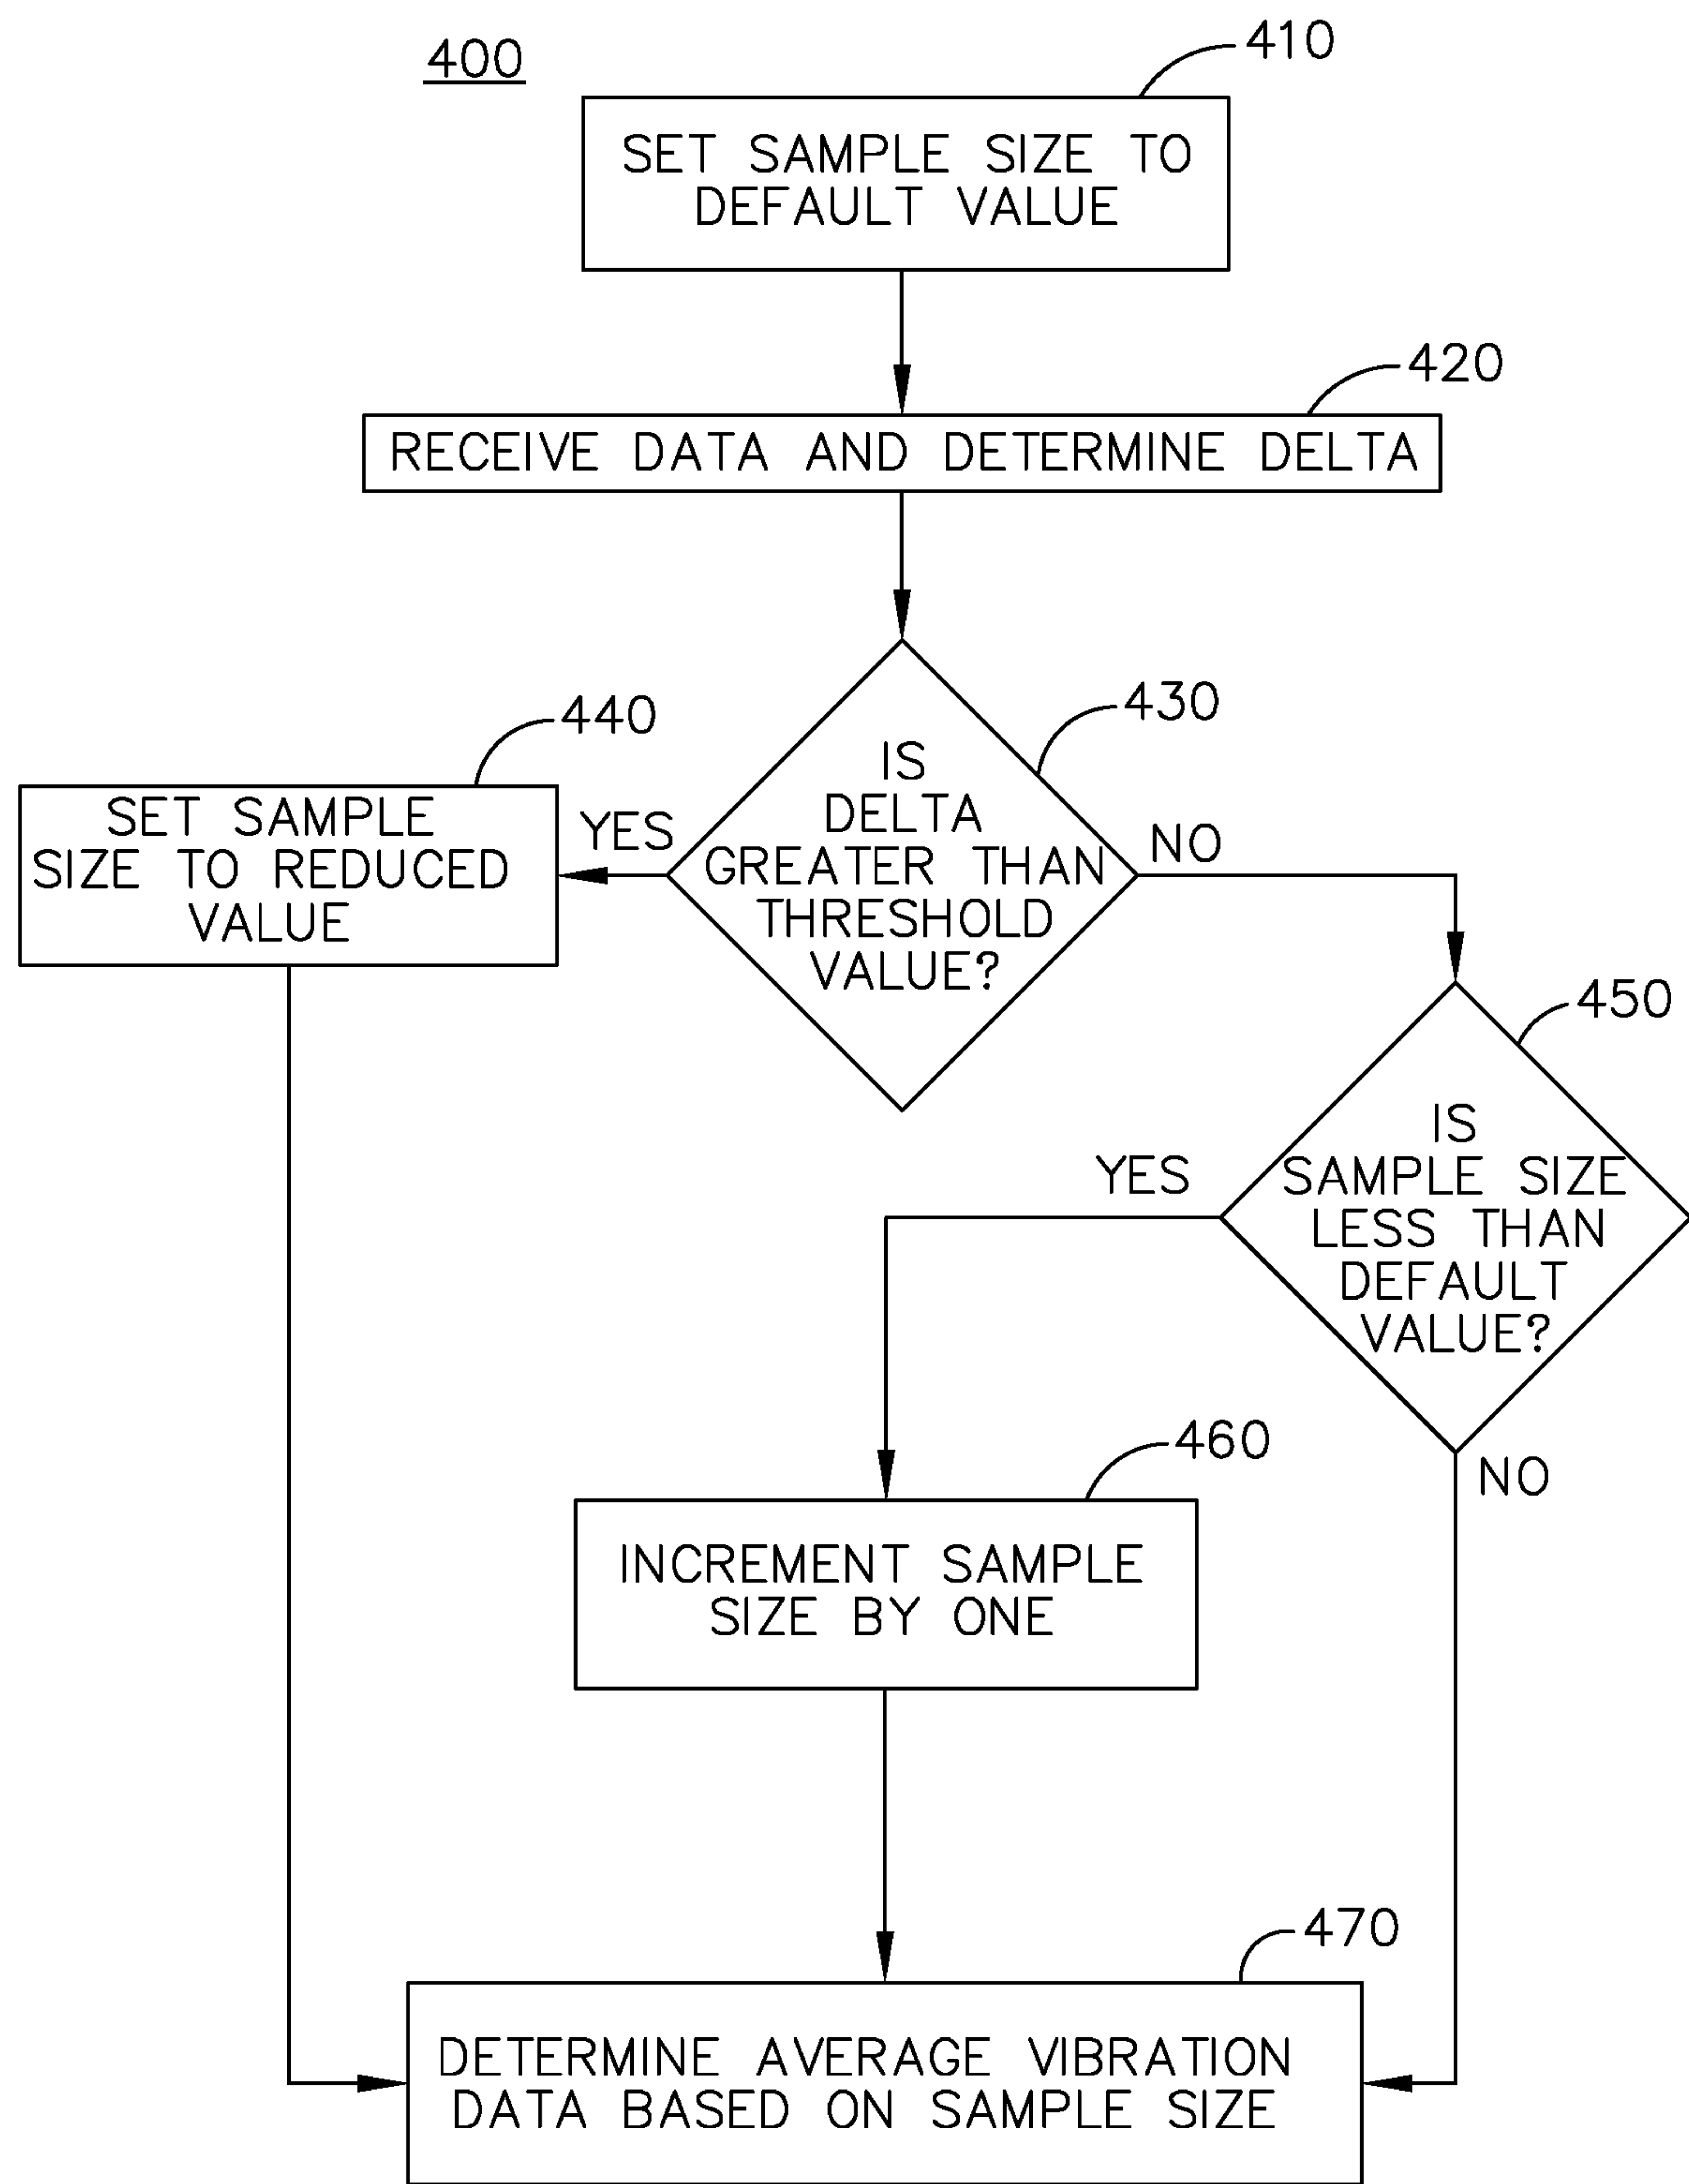 400
410
SET SAMPLE SIZE TO
DEFAULT VALUE
420
RECEIVE DATA AND DETERMINE DELTA
430
IS
DELTA
GREATER THAN
THRESHOLD
VALUE?
YES
NO
440
SET SAMPLE
SIZE TO REDUCED
VALUE
450
IS
SAMPLE SIZE
LESS THAN
DEFAULT
VALUE?
YES
NO
460
INCREMENT SAMPLE
SIZE BY ONE
470
DETERMINE AVERAGE VIBRATION
DATA BASED ON SAMPLE SIZE